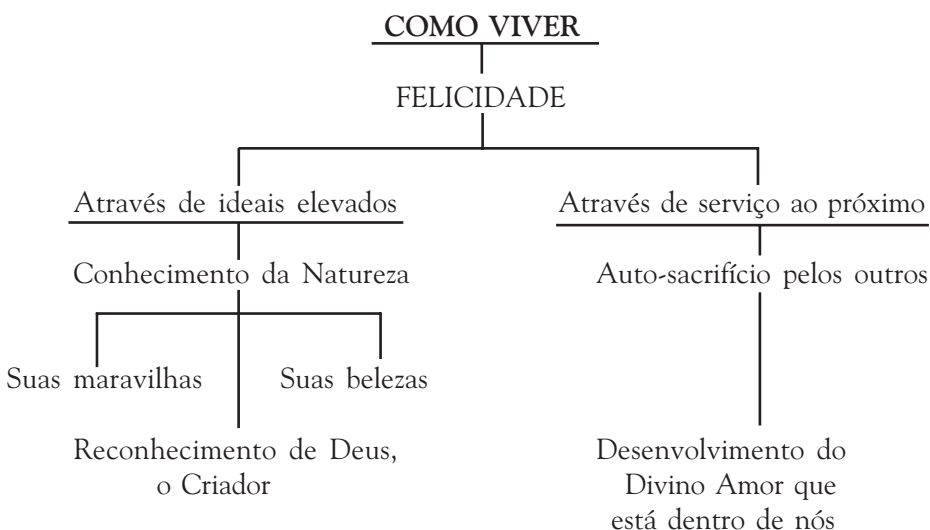 COMO VIVER
FELICIDADE
Através de ideais elevados
Através de serviço ao próximo
Conhecimento da Natureza
Auto-sacrifício pelos outros
Suas maravilhas
Suas belezas
Reconhecimento de Deus,
o Criador
Desenvolvimento do
Divino Amor que
está dentro de nós